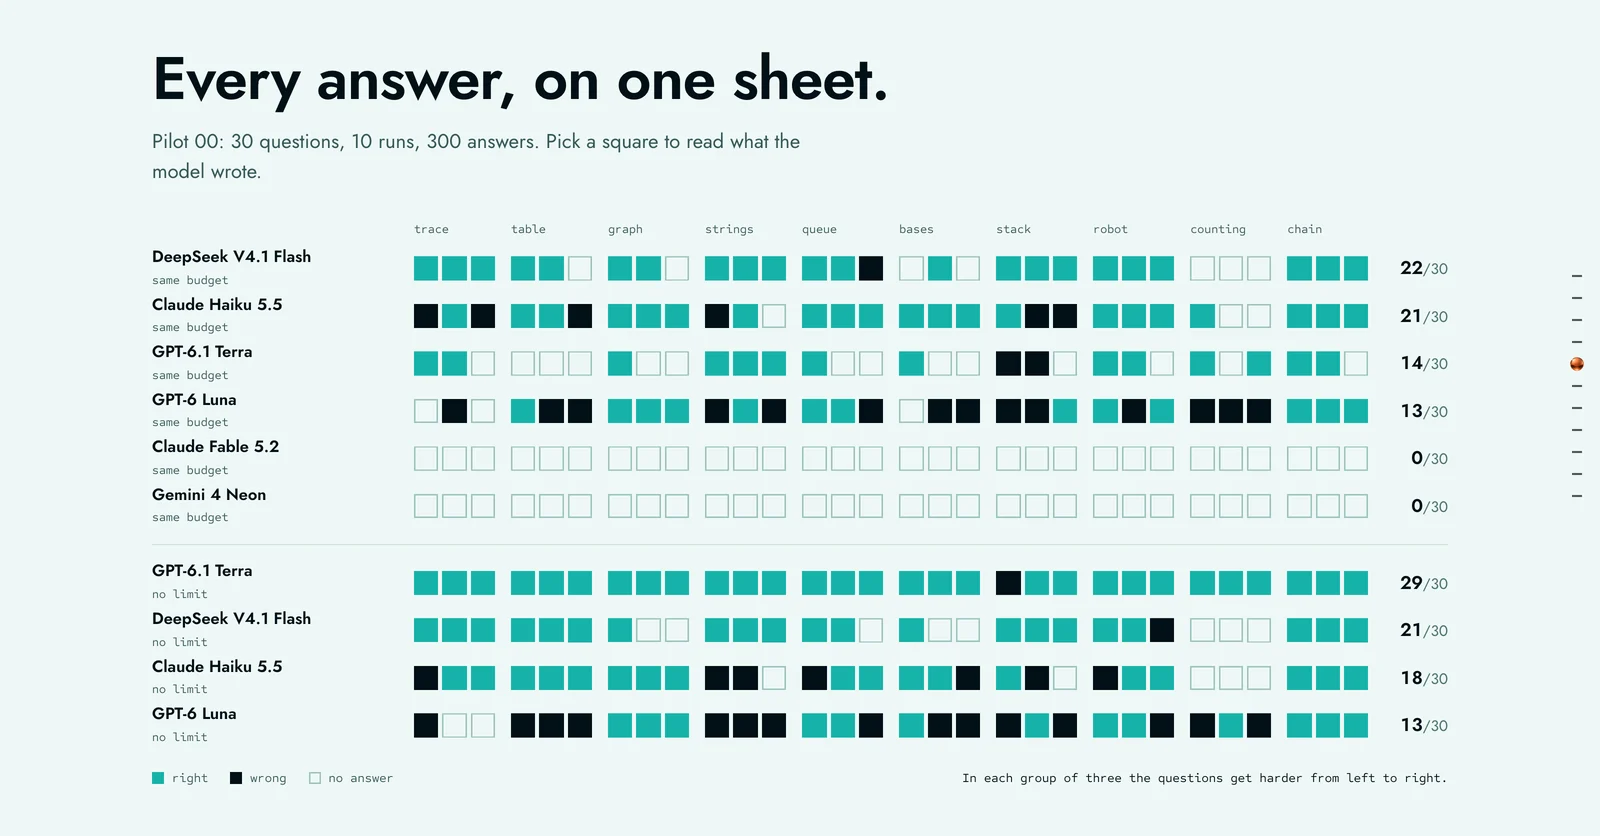 Every answer, on one sheet.
Pilot 00: 30 questions, 10 runs, 300 answers. Pick a square to read what the
model wrote.
trace table graph strings queue bases stack robot counting chain
DeepSeek V4.1 Flash
same budget
22/30
Claude Haiku 5.5
same budget
21/30
GPT-6.1 Terra
same budget
14/30
GPT-6 Luna
same budget
13/30
Claude Fable 5.2
same budget
0/30
Gemini 4 Neon
same budget
0/30
GPT-6.1 Terra
no limit
29/30
DeepSeek V4.1 Flash
no limit
21/30
Claude Haiku 5.5
no limit
18/30
GPT-6 Luna
no limit
13/30
right wrong no answer
In each group of three the questions get harder from left to right.